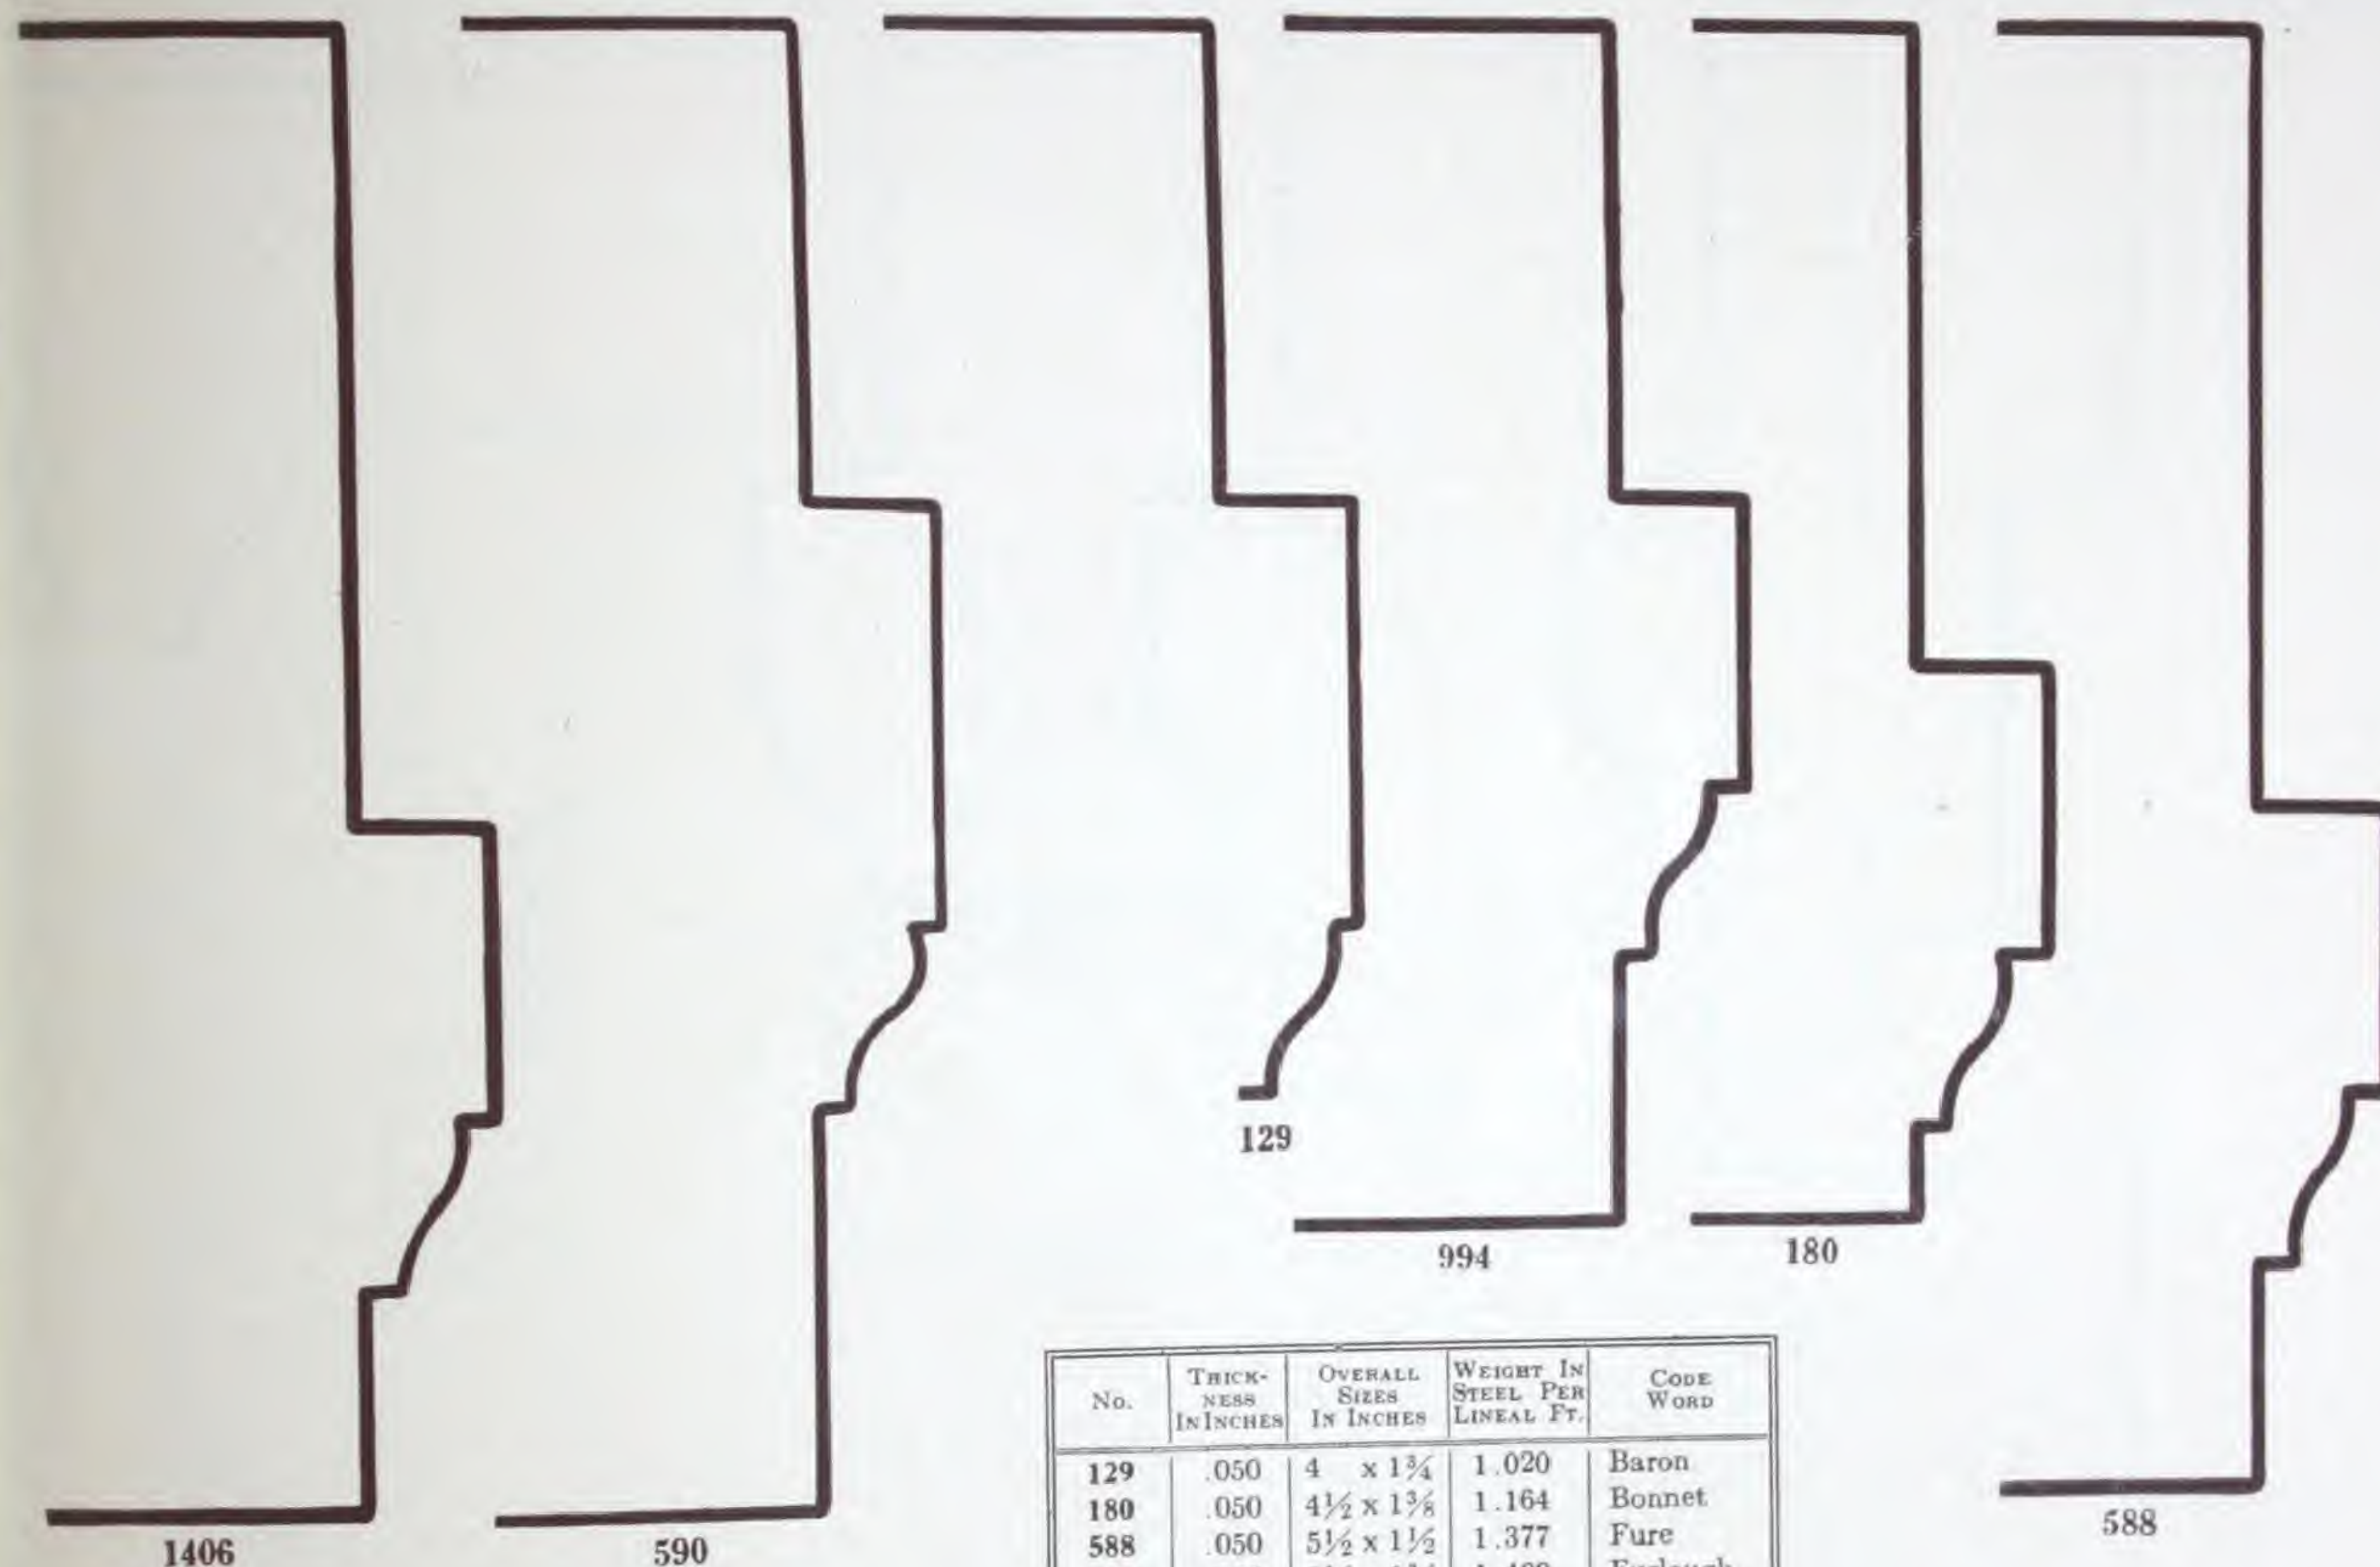 129
994
180
1406
590
588
No.
THICK-
NESS
IN INCHES
OVERALL
SIZES
IN INCHES
WEIGHT IN
STEEL PER
LINEAL FT.
CODE
WORD
129 .050 4 x 1¾ 1.020 Baron
180 .050 4½ x 1⅜ 1.164 Bonnet
588 .050 5½ x 1½ 1.377 Fure